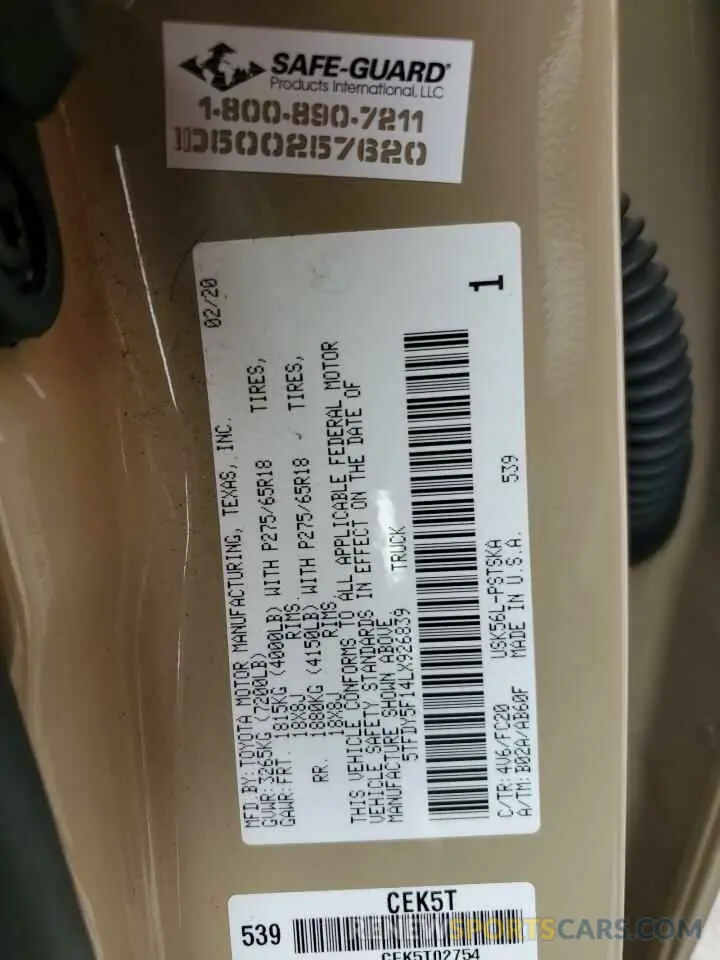 SAFE-GUARD
Products International, LLC
1-800-890-7211
ID500257620
MFD BY: TOYOTA MOTOR MANUFACTURING, TEXAS, INC. 02/20
GVWR: 3265KG (7200LB)
GAWR: FRT. 1815KG (4000LB) WITH P275/65R18 TIRES,
18X8J RIMS
RR. 1880KG (4150LB) WITH P275/65R18 TIRES,
18X8J RIMS
THIS VEHICLE CONFORMS TO ALL APPLICABLE FEDERAL MOTOR
VEHICLE SAFETY STANDARDS IN EFFECT ON THE DATE OF
MANUFACTURE SHOWN ABOVE
5TFDY5F14LX926839 TRUCK
1
C/TR: 4V6/FC20 USK56L-PSTSKA
A/TM: B02A/AB60F MADE IN U.S.A. 539
CEK5T
539
CEK5T02754
REVIEWSPORTSCARS.COM